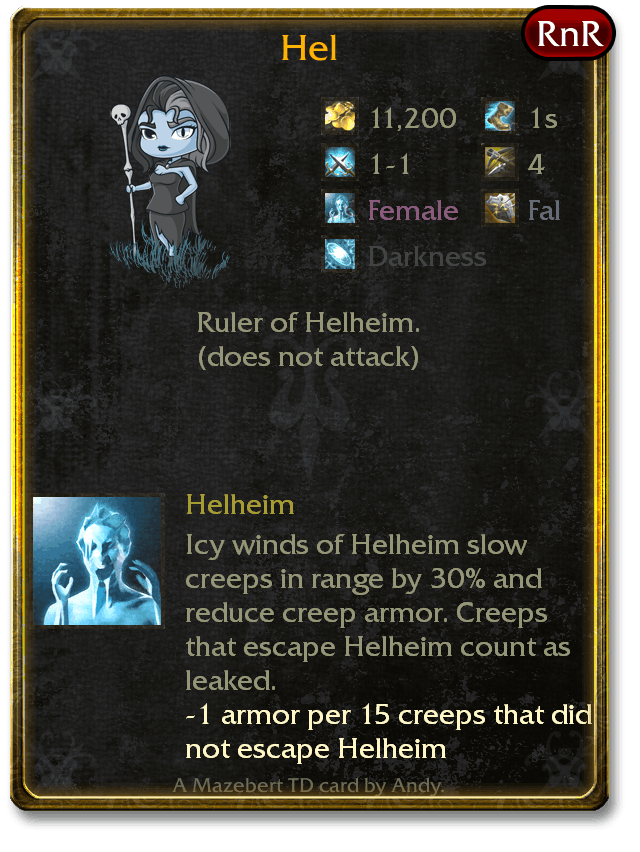 RnR
Hel
11,200
1s
1-1
4
Female
Fal
Darkness
Ruler of Helheim.
(does not attack)
Helheim
Icy winds of Helheim slow
creeps in range by 30% and
reduce creep armor. Creeps
that escape Helheim count as
leaked.
-1 armor per 15 creeps that did
not escape Helheim
A Mazebert TD card by Andy.